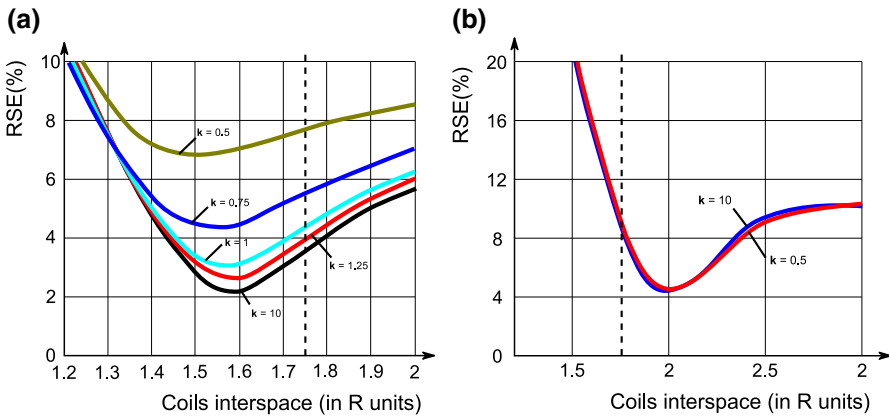 (a)
RSE(%)
10
8
6
4
2
0
1.2 1.3 1.4 1.5 1.6 1.7 1.8 1.9 2
Coils interspace (in R units)
k = 0.5
k = 0.75
k = 1
k = 1.25
k = 10
(b)
RSE(%)
20
16
12
8
4
0
1.5 2 2.5 2
Coils interspace (in R units)
k = 10
k = 0.5